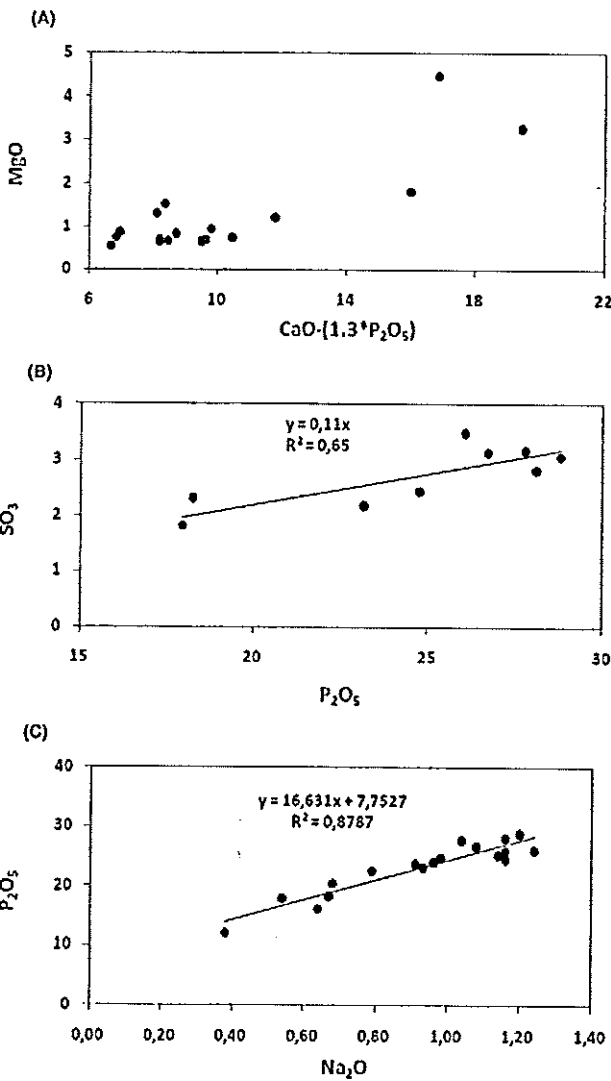 (A)
5
4
3
2
1
0
MgO
6 10 14 18 22
CaO-(1.3*P₂O₅)
(B)
y = 0,11x
R² = 0,65
4
3
2
1
0
SO₃
15 20 25 30
P₂O₅
(C)
y = 16,631x + 7,7527
R² = 0,8787
40
30
20
10
0
P₂O₅
0,00 0,20 0,40 0,60 0,80 1,00 1,20 1,40
Na₂O